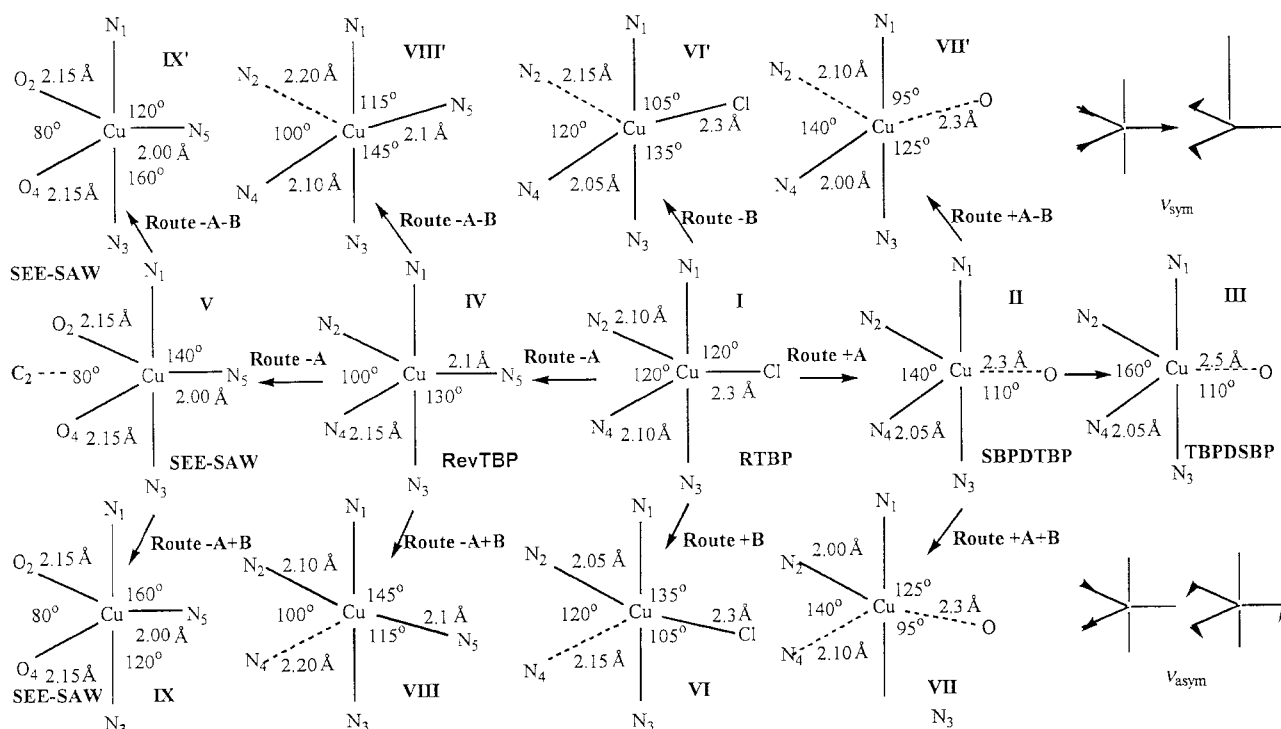 N1 N1 N1 N1
IX' VIII' VI' VII'
O2 2.15 Å N2 2.20 Å N2 2.15 Å N2 2.10 Å
120° 115° 105° 95°
80° Cu N5 100° Cu N5 120° Cu Cl 140° Cu O
2.00 Å 2.1 Å 2.3 Å 2.3 Å
160° 145° 135° 125°
O4 2.15 Å N4 2.10 Å N4 2.05 Å N4 2.00 Å
νsym
Route -A-B Route -A-B Route -B Route +A-B
N3 N3 N3 N3
SEE-SAW
N1 N1 N1 N1 N1
V IV I II III
O2 2.15 Å N2 N2 2.10 Å N2 N2
140° Route -A 2.1 Å Route -A 120° Route +A 2.3 Å 2.5 Å
C2 80° Cu N5 100° Cu N5 120° Cu Cl 140° Cu O 160° Cu O
2.00 Å 130° 2.3 Å 110° 110°
O4 2.15 Å N4 2.15 Å N4 2.10 Å N4 2.05 Å N4 2.05 Å
SEE-SAW RevTBP RTBP SBPDTBP TBPDSBP
N3 N3 N3 N3 N3
N1 N1 N1 N1
Route -A+B Route -A+B Route +B Route +A+B
O2 2.15 Å N2 2.10 Å N2 2.05 Å N2 2.00 Å
160° 145° 135° 125°
80° Cu N5 100° Cu 2.1 Å N5 120° Cu 2.3 Å Cl 140° Cu 2.3 Å O
2.00 Å 115° 105° 95°
120°
O4 2.15 Å N4 2.20 Å N4 2.15 Å N4 2.10 Å
SEE-SAW IX VIII VI VII
νasym
N3 N3 N3 N3